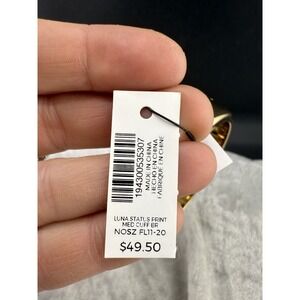 194300535307
MADE IN CHINA
HECHO EN CHINA
FABRIQUE EN CHINE
LUNA STATUS PRINT
MED CUFF BR
NOSZ FL11-20
$49.50